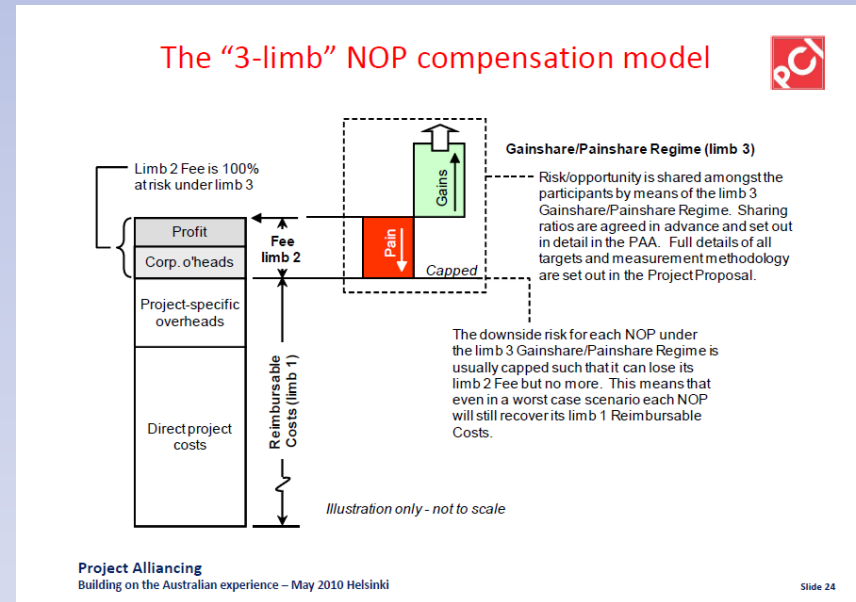 The “3-limb” NOP compensation model
PCI
Limb 2 Fee is 100%
at risk under limb 3
Profit
Corp. o'heads
Project-specific
overheads
Direct project
costs
Fee
limb 2
Reimbursable
Costs (limb 1)
Pain
Gains
Capped
Gainshare/Painshare Regime (limb 3)
Risk/opportunity is shared amongst the
participants by means of the limb 3
Gainshare/Painshare Regime. Sharing
ratios are agreed in advance and set out
in detail in the PAA. Full details of all
targets and measurement methodology
are set out in the Project Proposal.
The downside risk for each NOP under
the limb 3 Gainshare/Painshare Regime is
usually capped such that it can lose its
limb 2 Fee but no more. This means that
even in a worst case scenario each NOP
will still recover its limb 1 Reimbursable
Costs.
Illustration only - not to scale
Project Alliancing
Building on the Australian experience – May 2010 Helsinki
Slide 24